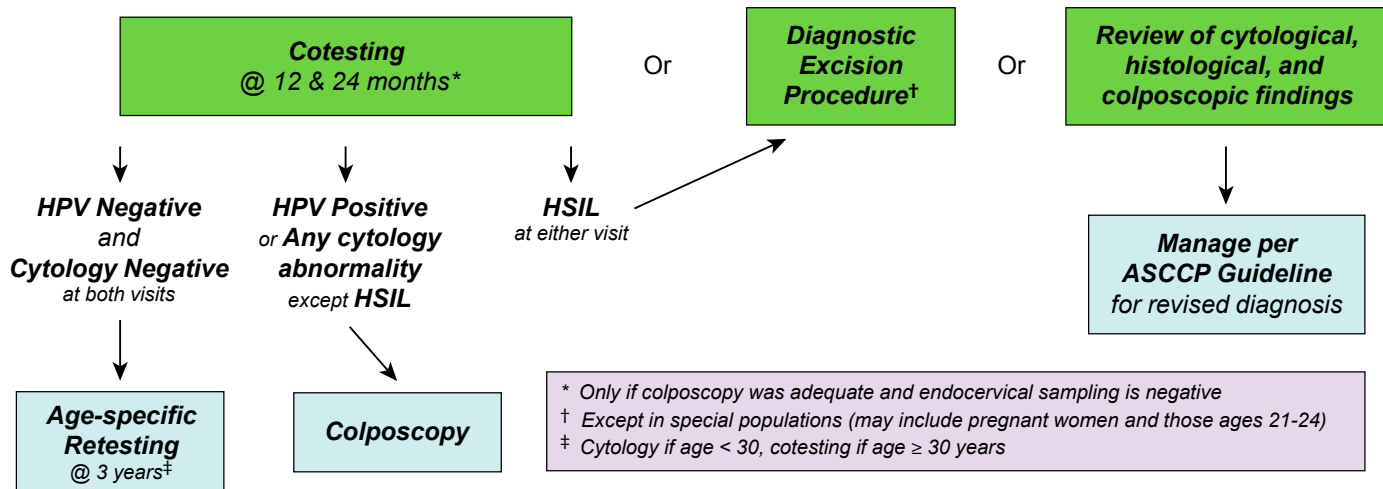 Cotesting
@ 12 & 24 months*
Or
Diagnostic
Excision
Procedure†
Or
Review of cytological,
histological, and
colposcopic findings
HPV Negative
and
Cytology Negative
at both visits
HPV Positive
or Any cytology
abnormality
except HSIL
HSIL
at either visit
Manage per
ASCCP Guideline
for revised diagnosis
Age-specific
Retesting
@ 3 years‡
Colposcopy
* Only if colposcopy was adequate and endocervical sampling is negative
† Except in special populations (may include pregnant women and those ages 21-24)
‡ Cytology if age < 30, cotesting if age ≥ 30 years